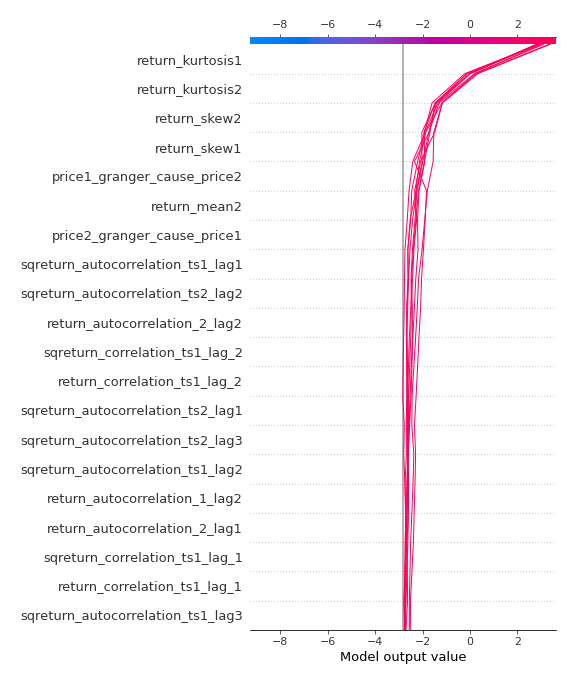 −8 −6 −4 −2 0 2
return_kurtosis1
return_kurtosis2
return_skew2
return_skew1
price1_granger_cause_price2
return_mean2
price2_granger_cause_price1
sqreturn_autocorrelation_ts1_lag1
sqreturn_autocorrelation_ts2_lag2
return_autocorrelation_2_lag2
sqreturn_correlation_ts1_lag_2
return_correlation_ts1_lag_2
sqreturn_autocorrelation_ts2_lag1
sqreturn_autocorrelation_ts2_lag3
sqreturn_autocorrelation_ts1_lag2
return_autocorrelation_1_lag2
return_autocorrelation_2_lag1
sqreturn_correlation_ts1_lag_1
return_correlation_ts1_lag_1
sqreturn_autocorrelation_ts1_lag3
−8 −6 −4 −2 0 2
Model output value